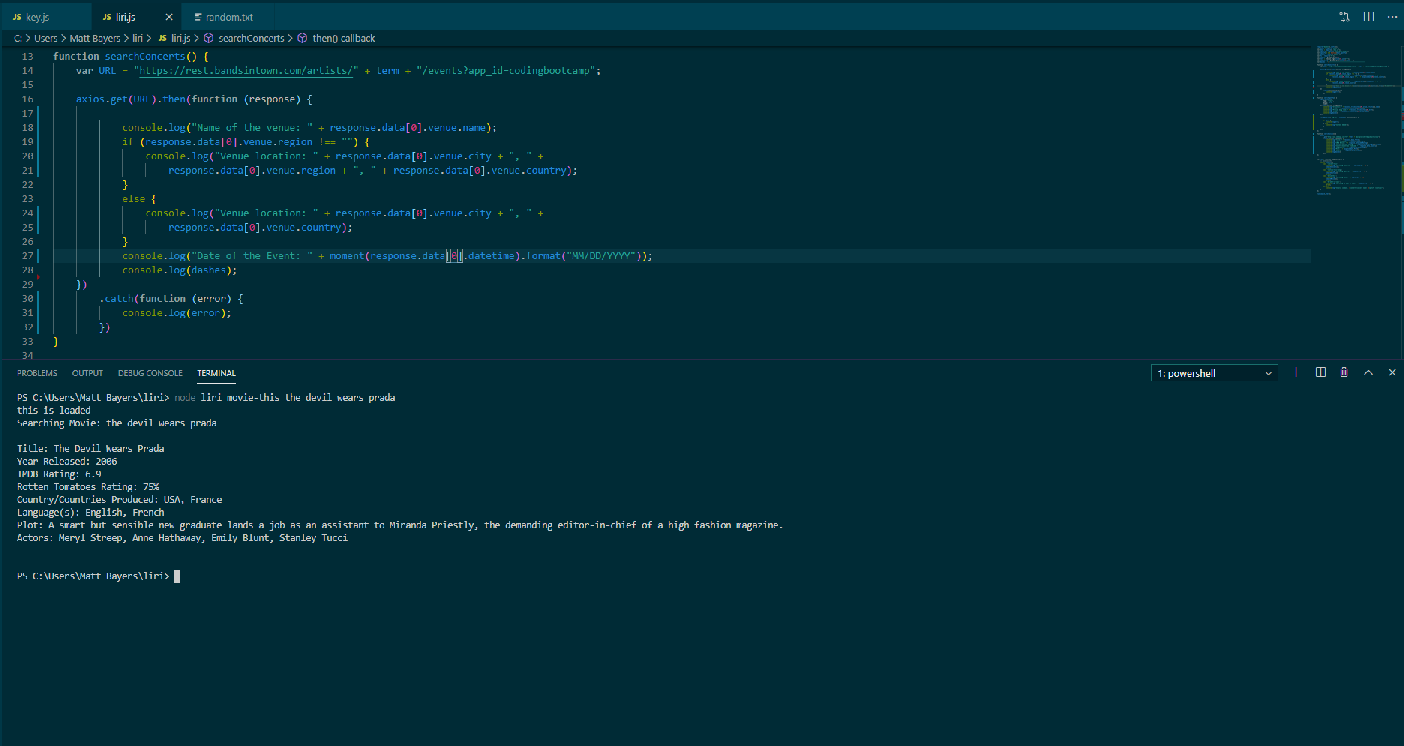 JS key.js JS liri.js × random.txt ...
C: > Users > Matt Bayers > liri > JS liri.js > searchConcerts > then() callback
13 function searchConcerts() {
14 var URL = "https://rest.bandsintown.com/artists/" + term + "/events?app_id=codingbootcamp";
15
16 axios.get(URL).then(function (response) {
17
18 console.log("Name of the venue: " + response.data[0].venue.name);
19 if (response.data[0].venue.region !== "") {
20 console.log("Venue location: " + response.data[0].venue.city + ", " +
21 response.data[0].venue.region + ", " + response.data[0].venue.country);
22 }
23 else {
24 console.log("Venue location: " + response.data[0].venue.city + ", " +
25 response.data[0].venue.country);
26 }
27 console.log("Date of the Event: " + moment(response.data[0].datetime).format("MM/DD/YYYY"));
28 console.log(dashes);
29 })
30 .catch(function (error) {
31 console.log(error);
32 })
33 }
34
PROBLEMS OUTPUT DEBUG CONSOLE TERMINAL 1: powershell
PS C:\Users\Matt Bayers\liri> node liri movie-this the devil wears prada
this is loaded
Searching Movie: the devil wears prada
Title: The Devil Wears Prada
Year Released: 2006
IMDB Rating: 6.9
Rotten Tomatoes Rating: 75%
Country/Countries Produced: USA, France
Language(s): English, French
Plot: A smart but sensible new graduate lands a job as an assistant to Miranda Priestly, the demanding editor-in-chief of a high fashion magazine.
Actors: Meryl Streep, Anne Hathaway, Emily Blunt, Stanley Tucci
PS C:\Users\Matt Bayers\liri>